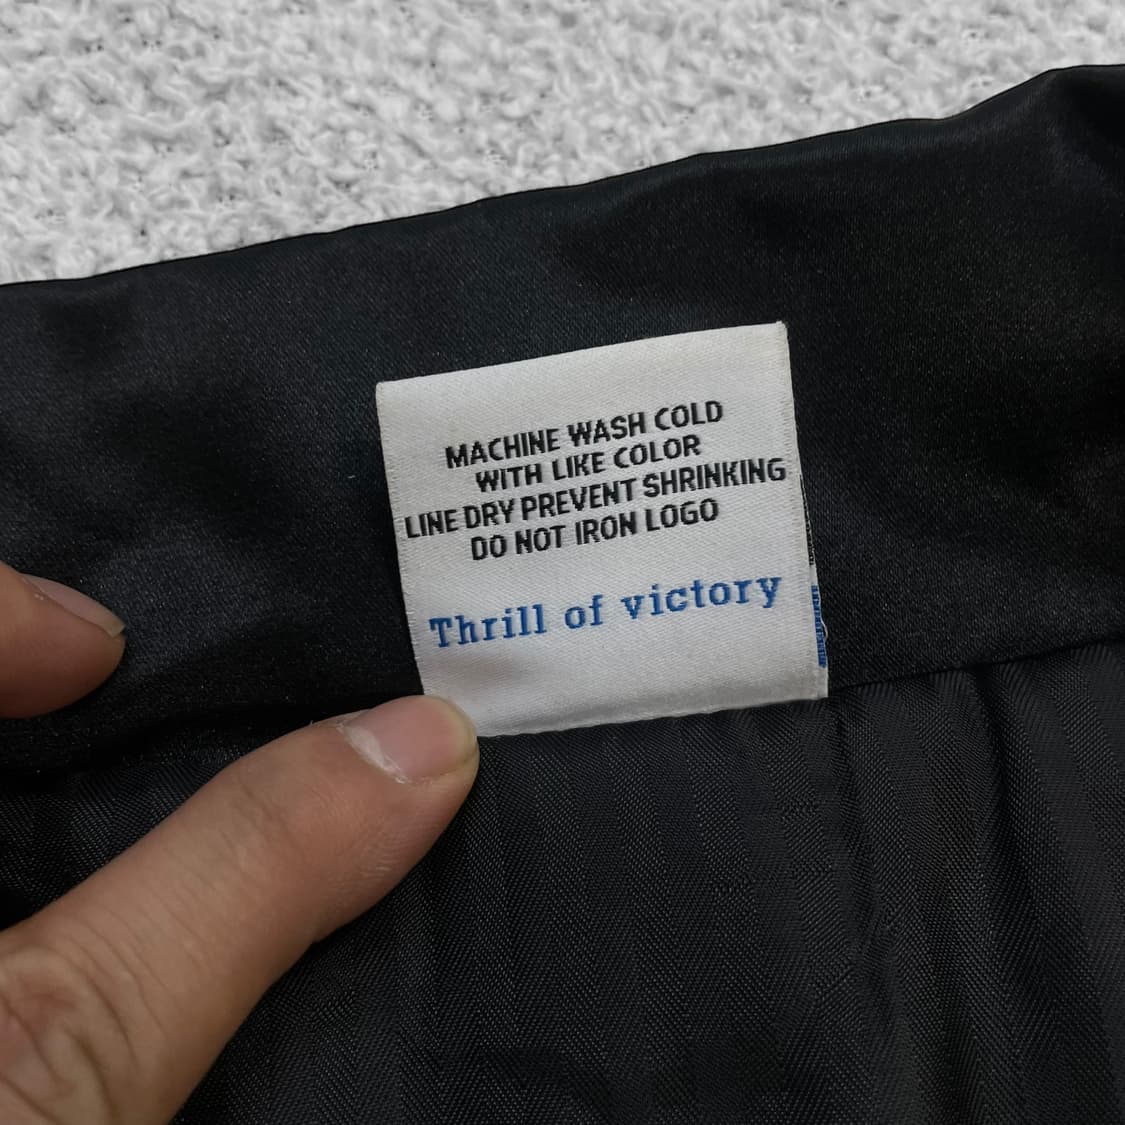 MACHINE WASH COLD
WITH LIKE COLOR
LINE DRY PREVENT SHRINKING
DO NOT IRON LOGO
Thrill of victory